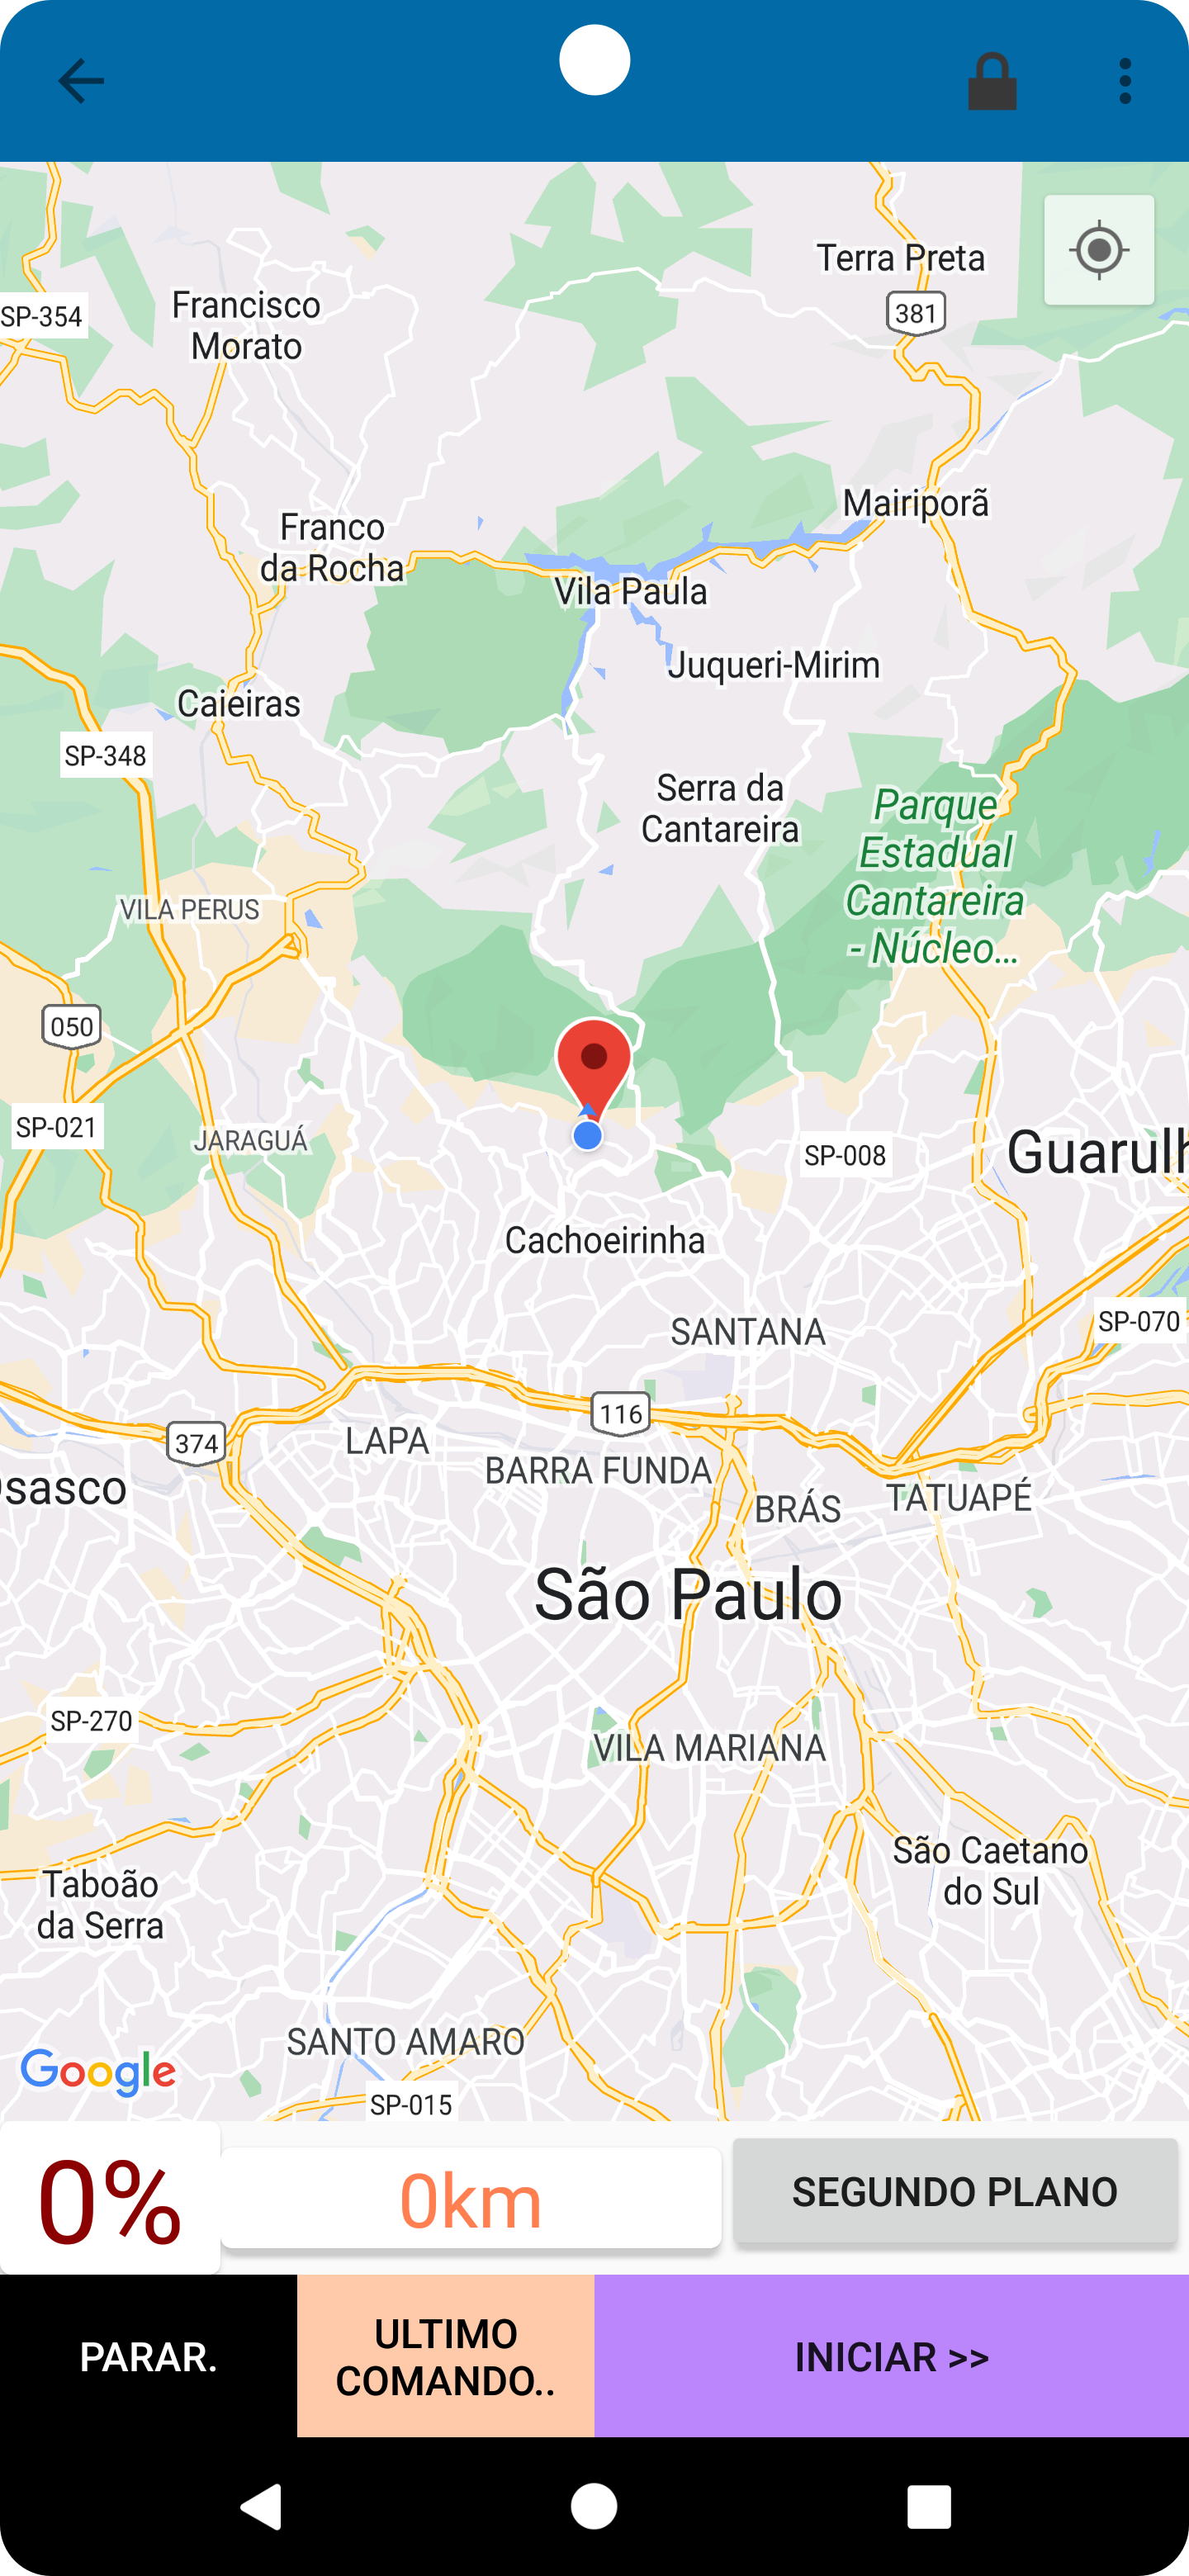 Terra Preta
381
SP-354
Francisco
Morato
Mairiporã
Franco
da Rocha
Vila Paula
Juqueri-Mirim
Caieiras
SP-348
Serra da
Cantareira
Parque
Estadual
Cantareira
- Núcleo...
VILA PERUS
050
SP-021
JARAGUÁ
SP-008
Guarulh
Cachoeirinha
SANTANA
SP-070
116
374
LAPA
BARRA FUNDA
sasco
BRÁS
TATUAPÉ
São Paulo
SP-270
VILA MARIANA
São Caetano
do Sul
Taboão
da Serra
SANTO AMARO
Google
SP-015
0%
0km
SEGUNDO PLANO
PARAR.
ULTIMO
COMANDO..
INICIAR >>